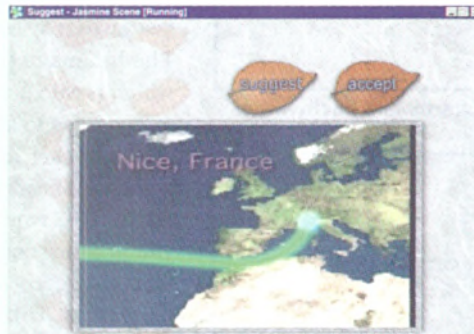 Suggest - Jasmine Scene [Running]
suggest accept
Nice, France